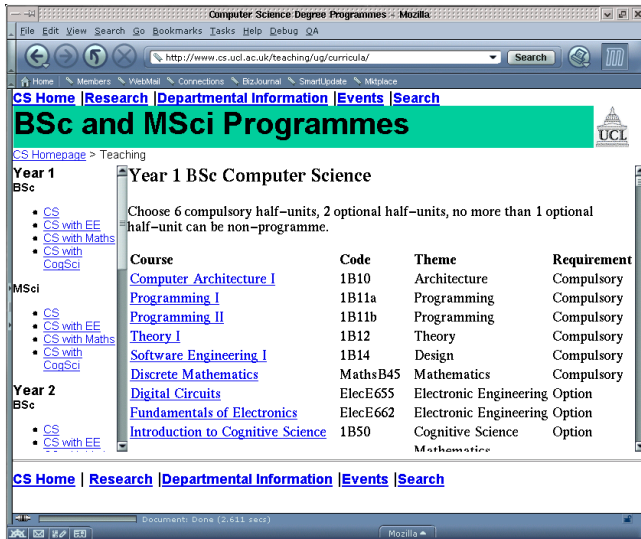 Computer Science Degree Programmes - Mozilla
File Edit View Search Go Bookmarks Tasks Help Debug QA
http://www.cs.ucl.ac.uk/teaching/ug/curricula/ Search
Home Members WebMail Connections BizJournal SmartUpdate Mktplace
CS Home |Research |Departmental Information |Events |Search
BSc and MSci Programmes
UCL
CS Homepage > Teaching
Year 1
BSc
• CS
• CS with EE
• CS with Maths
• CS with
CogSci
MSci
• CS
• CS with EE
• CS with Maths
• CS with
CogSci
Year 2
BSc
• CS
• CS with EE
Year 1 BSc Computer Science
Choose 6 compulsory half-units, 2 optional half-units, no more than 1 optional
half-unit can be non-programme.
Course Code Theme Requirement
Computer Architecture I 1B10 Architecture Compulsory
Programming I 1B11a Programming Compulsory
Programming II 1B11b Programming Compulsory
Theory I 1B12 Theory Compulsory
Software Engineering I 1B14 Design Compulsory
Discrete Mathematics MathsB45 Mathematics Compulsory
Digital Circuits ElecE655 Electronic Engineering Option
Fundamentals of Electronics ElecE662 Electronic Engineering Option
Introduction to Cognitive Science 1B50 Cognitive Science Option
Mathematics
CS Home | Research |Departmental Information |Events |Search
Document: Done (2.611 secs)
Mozilla